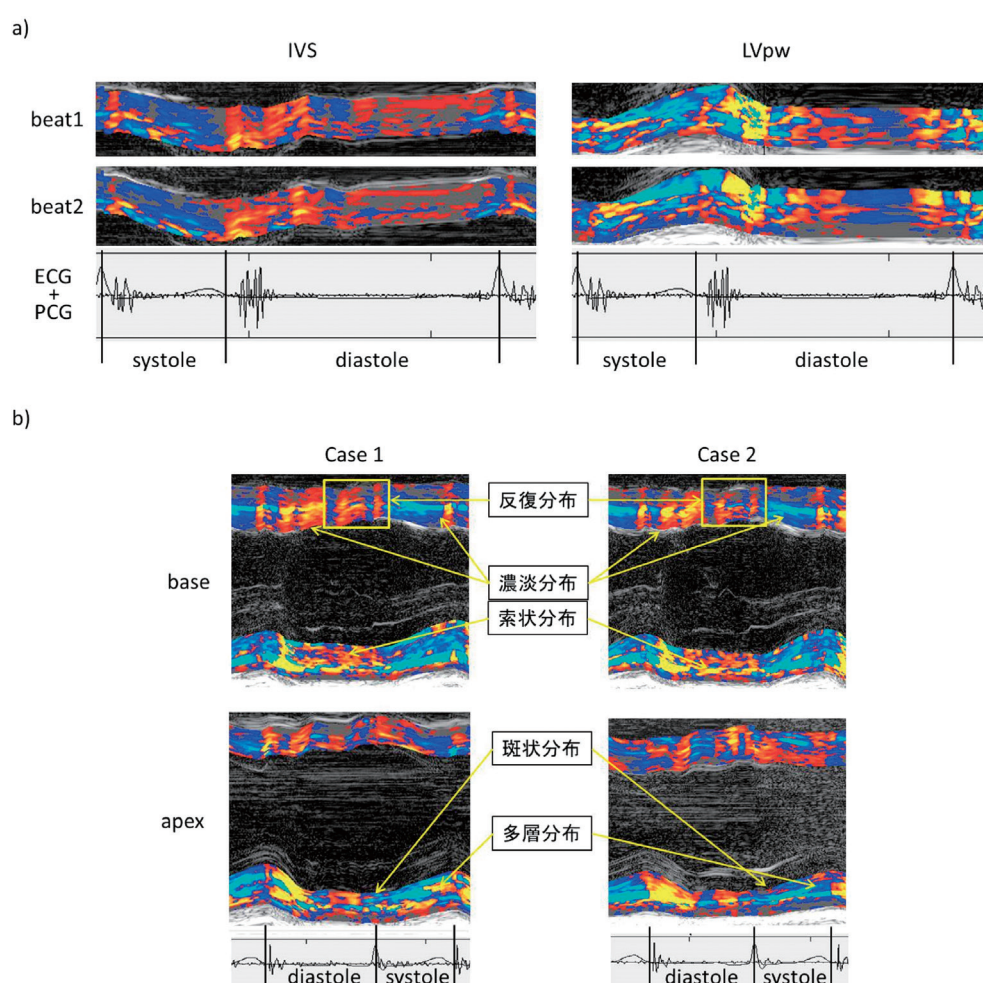 a)
IVS
LVpw
beat1
beat2
ECG
+
PCG
systole
diastole
systole
diastole
b)
Case 1
Case 2
反復分布
base
濃淡分布
索状分布
斑状分布
apex
多層分布
diastole
systole
diastole
systole